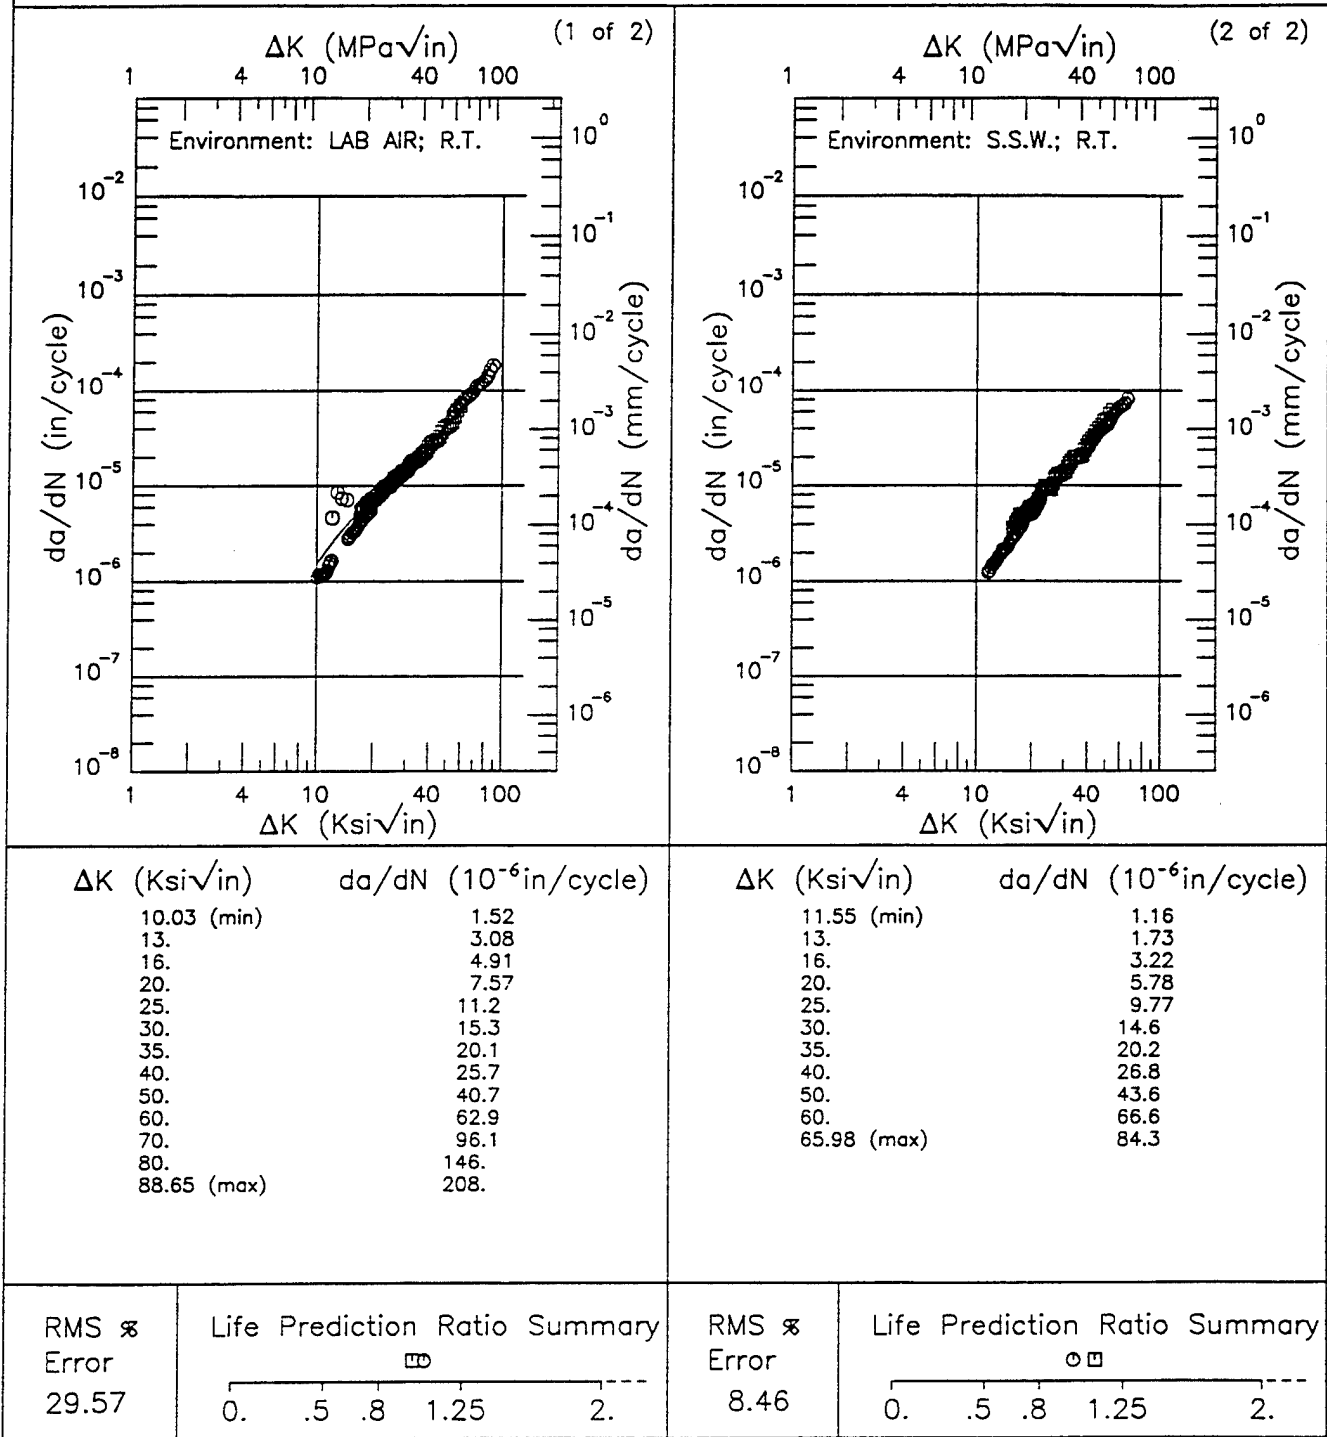 (1 of 2)
ΔK (MPa√in)
1 4 10 40 100
Environment: LAB AIR; R.T.
10⁻²
10⁻³
10⁻⁴
10⁻⁵
10⁻⁶
10⁻⁷
10⁻⁸
da/dN (in/cycle)
10⁰
10⁻¹
10⁻²
10⁻³
10⁻⁴
10⁻⁵
10⁻⁶
da/dN (mm/cycle)
1 4 10 40 100
ΔK (Ksi√in)
(2 of 2)
ΔK (MPa√in)
1 4 10 40 100
Environment: S.S.W.; R.T.
10⁻²
10⁻³
10⁻⁴
10⁻⁵
10⁻⁶
10⁻⁷
10⁻⁸
da/dN (in/cycle)
10⁰
10⁻¹
10⁻²
10⁻³
10⁻⁴
10⁻⁵
10⁻⁶
da/dN (mm/cycle)
1 4 10 40 100
ΔK (Ksi√in)
ΔK (Ksi√in) da/dN (10⁻⁶in/cycle)
10.03 (min) 1.52
13. 3.08
16. 4.91
20. 7.57
25. 11.2
30. 15.3
35. 20.1
40. 25.7
50. 40.7
60. 62.9
70. 96.1
80. 146.
88.65 (max) 208.
ΔK (Ksi√in) da/dN (10⁻⁶in/cycle)
11.55 (min) 1.16
13. 1.73
16. 3.22
20. 5.78
25. 9.77
30. 14.6
35. 20.2
40. 26.8
50. 43.6
60. 66.6
65.98 (max) 84.3
RMS %
Error
29.57
Life Prediction Ratio Summary
0. .5 .8 1.25 2.
RMS %
Error
8.46
Life Prediction Ratio Summary
0. .5 .8 1.25 2.